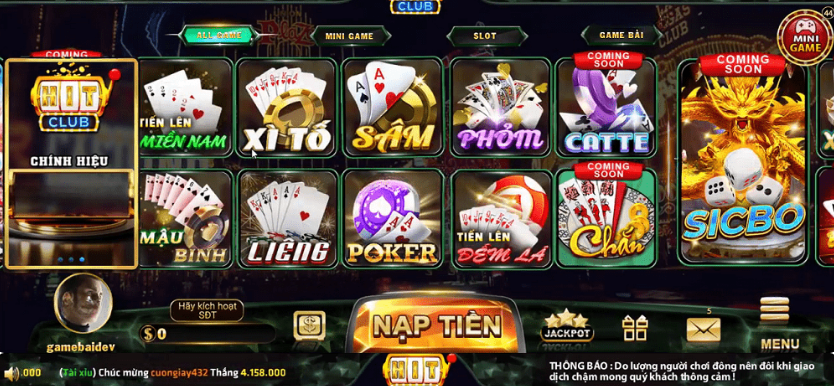 CLUB
ALL GAME
MINI GAME
SLOT
GAME BÀI
44
MINI
GAME
COMING
HIT
CLUB
CHÍNH HIỆU
TIẾN LÊN
MIỀN NAM
XÌ TỐ
SÂM
PHỎM
COMING
SOON
CATTE
COMING
SOON
SICBO
MẬU
BINH
LIÊNG
POKER
TIẾN LÊN
ĐẾM LÁ
COMING
SOON
Chắn
gamebaidev
Hãy kích hoạt
SĐT
$ 0
NẠP TIỀN
JACKPOT
5
MENU
.000
(Tài xỉu) Chúc mừng cuongiay432 Thắng 4.158.000
HIT
THÔNG BÁO : Do lượng người chơi đông nên đôi khi giao
dịch chậm mong quý khách thông cảm !